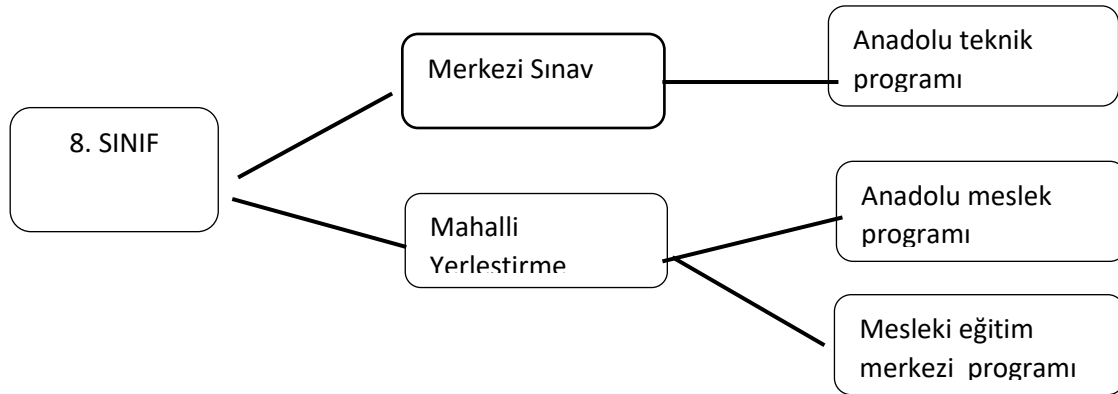 8. SINIF
Merkezi Sınav
Anadolu teknik
programı
Mahalli
Yerleştirme
Anadolu meslek
programı
Mesleki eğitim
merkezi programı